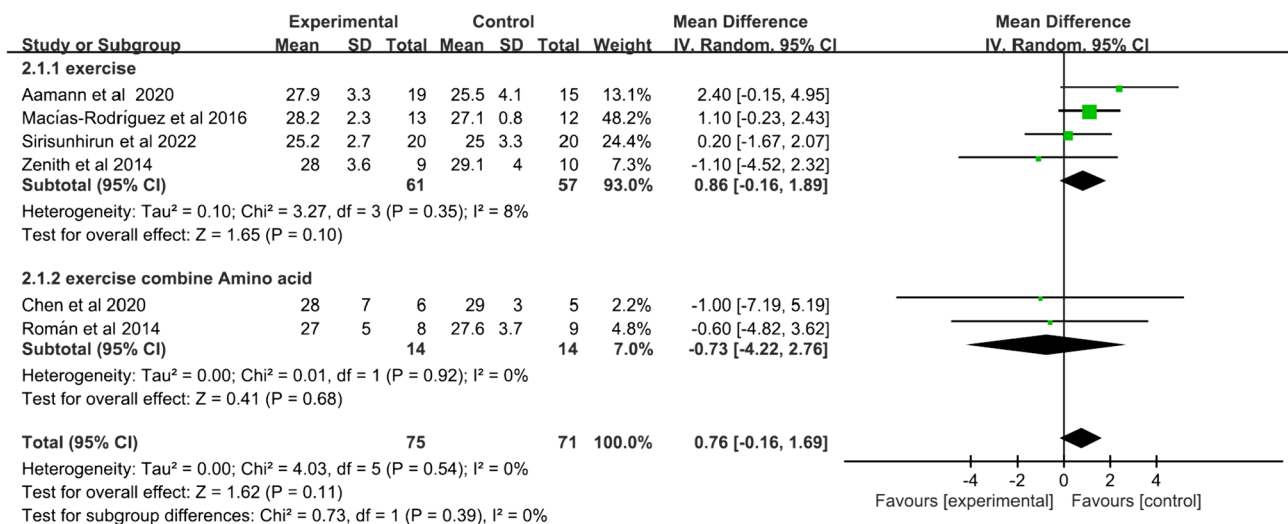 Experimental Control Mean Difference Mean Difference
Study or Subgroup Mean SD Total Mean SD Total Weight IV. Random. 95% CI IV. Random. 95% CI
2.1.1 exercise
Aamann et al 2020 27.9 3.3 19 25.5 4.1 15 13.1% 2.40 [-0.15, 4.95]
Macías-Rodríguez et al 2016 28.2 2.3 13 27.1 0.8 12 48.2% 1.10 [-0.23, 2.43]
Sirisunhirun et al 2022 25.2 2.7 20 25 3.3 20 24.4% 0.20 [-1.67, 2.07]
Zenith et al 2014 28 3.6 9 29.1 4 10 7.3% -1.10 [-4.52, 2.32]
Subtotal (95% CI) 61 57 93.0% 0.86 [-0.16, 1.89]
Heterogeneity: Tau² = 0.10; Chi² = 3.27, df = 3 (P = 0.35); I² = 8%
Test for overall effect: Z = 1.65 (P = 0.10)
2.1.2 exercise combine Amino acid
Chen et al 2020 28 7 6 29 3 5 2.2% -1.00 [-7.19, 5.19]
Román et al 2014 27 5 8 27.6 3.7 9 4.8% -0.60 [-4.82, 3.62]
Subtotal (95% CI) 14 14 7.0% -0.73 [-4.22, 2.76]
Heterogeneity: Tau² = 0.00; Chi² = 0.01, df = 1 (P = 0.92); I² = 0%
Test for overall effect: Z = 0.41 (P = 0.68)
Total (95% CI) 75 71 100.0% 0.76 [-0.16, 1.69]
Heterogeneity: Tau² = 0.00; Chi² = 4.03, df = 5 (P = 0.54); I² = 0%
Test for overall effect: Z = 1.62 (P = 0.11)
Test for subgroup differences: Chi² = 0.73, df = 1 (P = 0.39), I² = 0%
-4 -2 0 2 4
Favours [experimental] Favours [control]